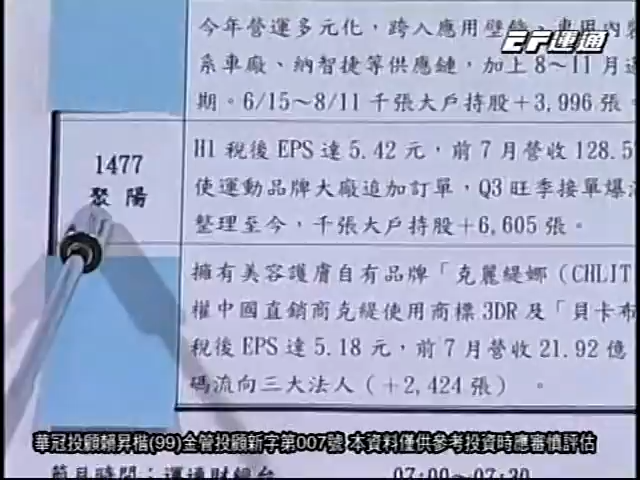 今年營運多元化，跨入應用壁
EF運通
系車廠、納智捷等供應鏈，加上8～11月
期。6/15～8/11千張大戶持股＋3,996張
1477
聚陽
H1稅後EPS達5.42元，前7月營收128.5
使運動品牌大廠追加訂單，Q3旺季接單爆
整理至今，千張大戶持股＋6,605張。
擁有美容護膚自有品牌「克麗緹娜（CHLIT
權中國直銷商克緹使用商標3DR及「貝卡布
稅後EPS達5.18元，前7月營收21.92億
碼流向三大法人（＋2,424張）。
華冠投顧賴昇楷(99)金管投顧新字第007號 本資料僅供參考投資時應審慎評估
節目時間：運通財經台
07:00~07:30